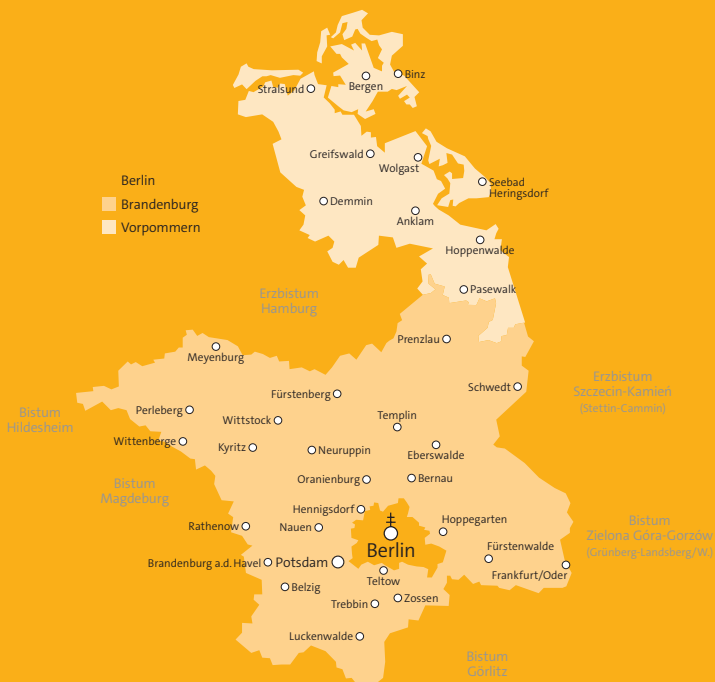 Binz
Bergen
Stralsund
Greifswald
Wolgast
Seebad
Heringsdorf
Berlin
Brandenburg
Vorpommern
Demmin
Anklam
Hoppenwalde
Pasewalk
Erzbistum
Hamburg
Prenzlau
Meyenburg
Schwedt
Erzbistum
Szczecin-Kamień
(Stettin-Cammin)
Fürstenberg
Perleberg
Bistum
Hildesheim
Wittstock
Templin
Wittenberge
Kyritz
Neuruppin
Eberswalde
Bistum
Magdeburg
Oranienburg
Bernau
Hennigsdorf
Hoppegarten
Rathenow
Nauen
Bistum
Zielona Góra-Gorzów
(Grünberg-Landsberg/W.)
Berlin
Fürstenwalde
Brandenburg a.d. Havel
Potsdam
Frankfurt/Oder
Teltow
Belzig
Trebbin
Zossen
Luckenwalde
Bistum
Görlitz